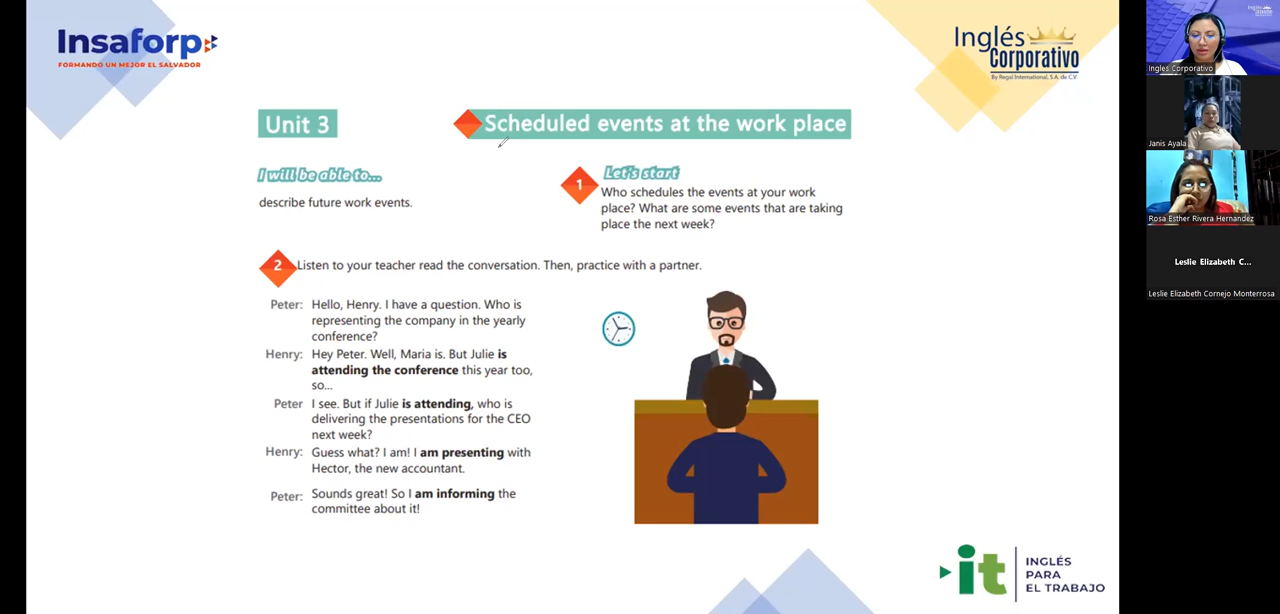 Insaforp
FORMANDO UN MEJOR EL SALVADOR
Inglés
Corporativo
By Regal International, S.A. de C.V.
Unit 3
Scheduled events at the work place
I will be able to...
describe future work events.
1
Let's start
Who schedules the events at your work
place? What are some events that are taking
place the next week?
2
Listen to your teacher read the conversation. Then, practice with a partner.
Peter: Hello, Henry. I have a question. Who is
representing the company in the yearly
conference?
Henry: Hey Peter. Well, Maria is. But Julie is
attending the conference this year too,
so...
Peter I see. But if Julie is attending, who is
delivering the presentations for the CEO
next week?
Henry: Guess what? I am! I am presenting with
Hector, the new accountant.
Peter: Sounds great! So I am informing the
committee about it!
it
INGLÉS
PARA
EL TRABAJO
Ingles Corporativo
Janis Ayala
Rosa Esther Rivera Hernandez
Leslie Elizabeth C...
Leslie Elizabeth Cornejo Monterrosa